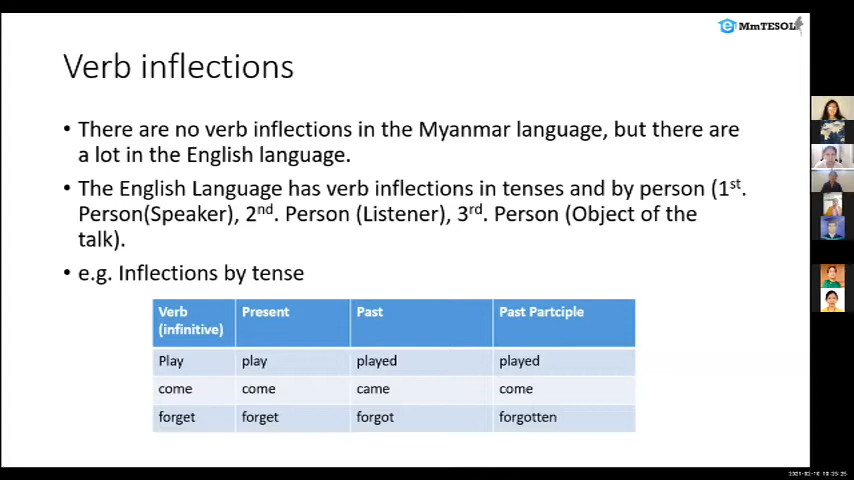 MmTESOL
Verb inflections
• There are no verb inflections in the Myanmar language, but there are
a lot in the English language.
• The English Language has verb inflections in tenses and by person (1st.
Person(Speaker), 2nd. Person (Listener), 3rd. Person (Object of the
talk).
• e.g. Inflections by tense
Verb (infinitive) Present Past Past Partciple
Play play played played
come come came come
forget forget forgot forgotten